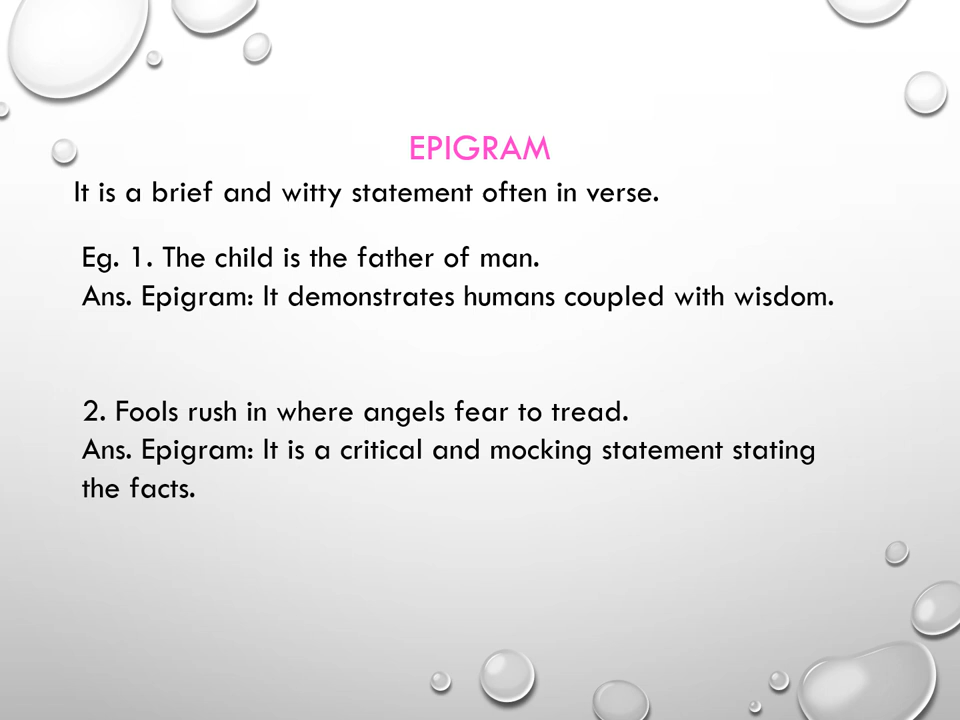 EPIGRAM
It is a brief and witty statement often in verse.
Eg. 1. The child is the father of man.
Ans. Epigram: It demonstrates humans coupled with wisdom.
2. Fools rush in where angels fear to tread.
Ans. Epigram: It is a critical and mocking statement stating
the facts.